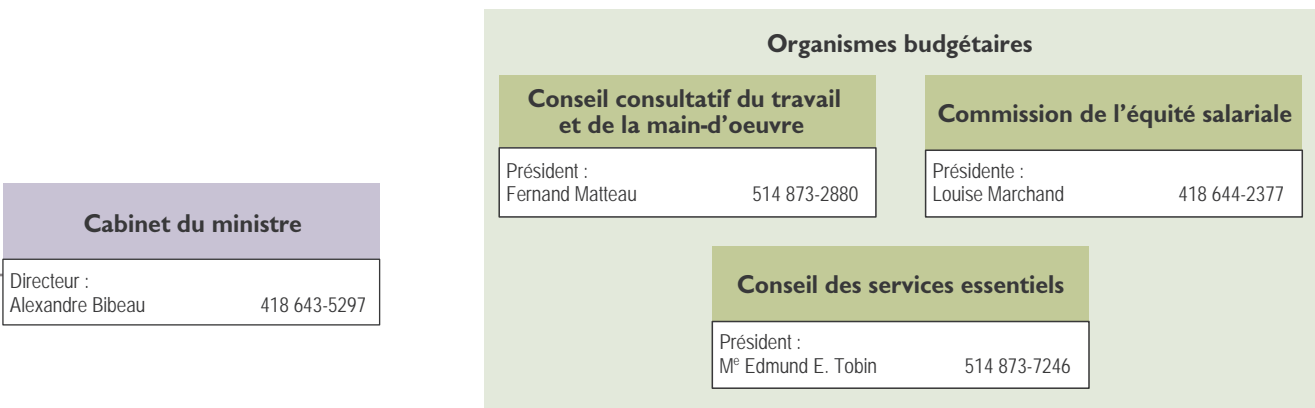 Organismes budgétaires
Conseil consultatif du travail
et de la main-d'oeuvre
Président :
Fernand Matteau 514 873-2880
Commission de l'équité salariale
Présidente :
Louise Marchand 418 644-2377
Cabinet du ministre
Directeur :
Alexandre Bibeau 418 643-5297
Conseil des services essentiels
Président :
Mᵉ Edmund E. Tobin 514 873-7246